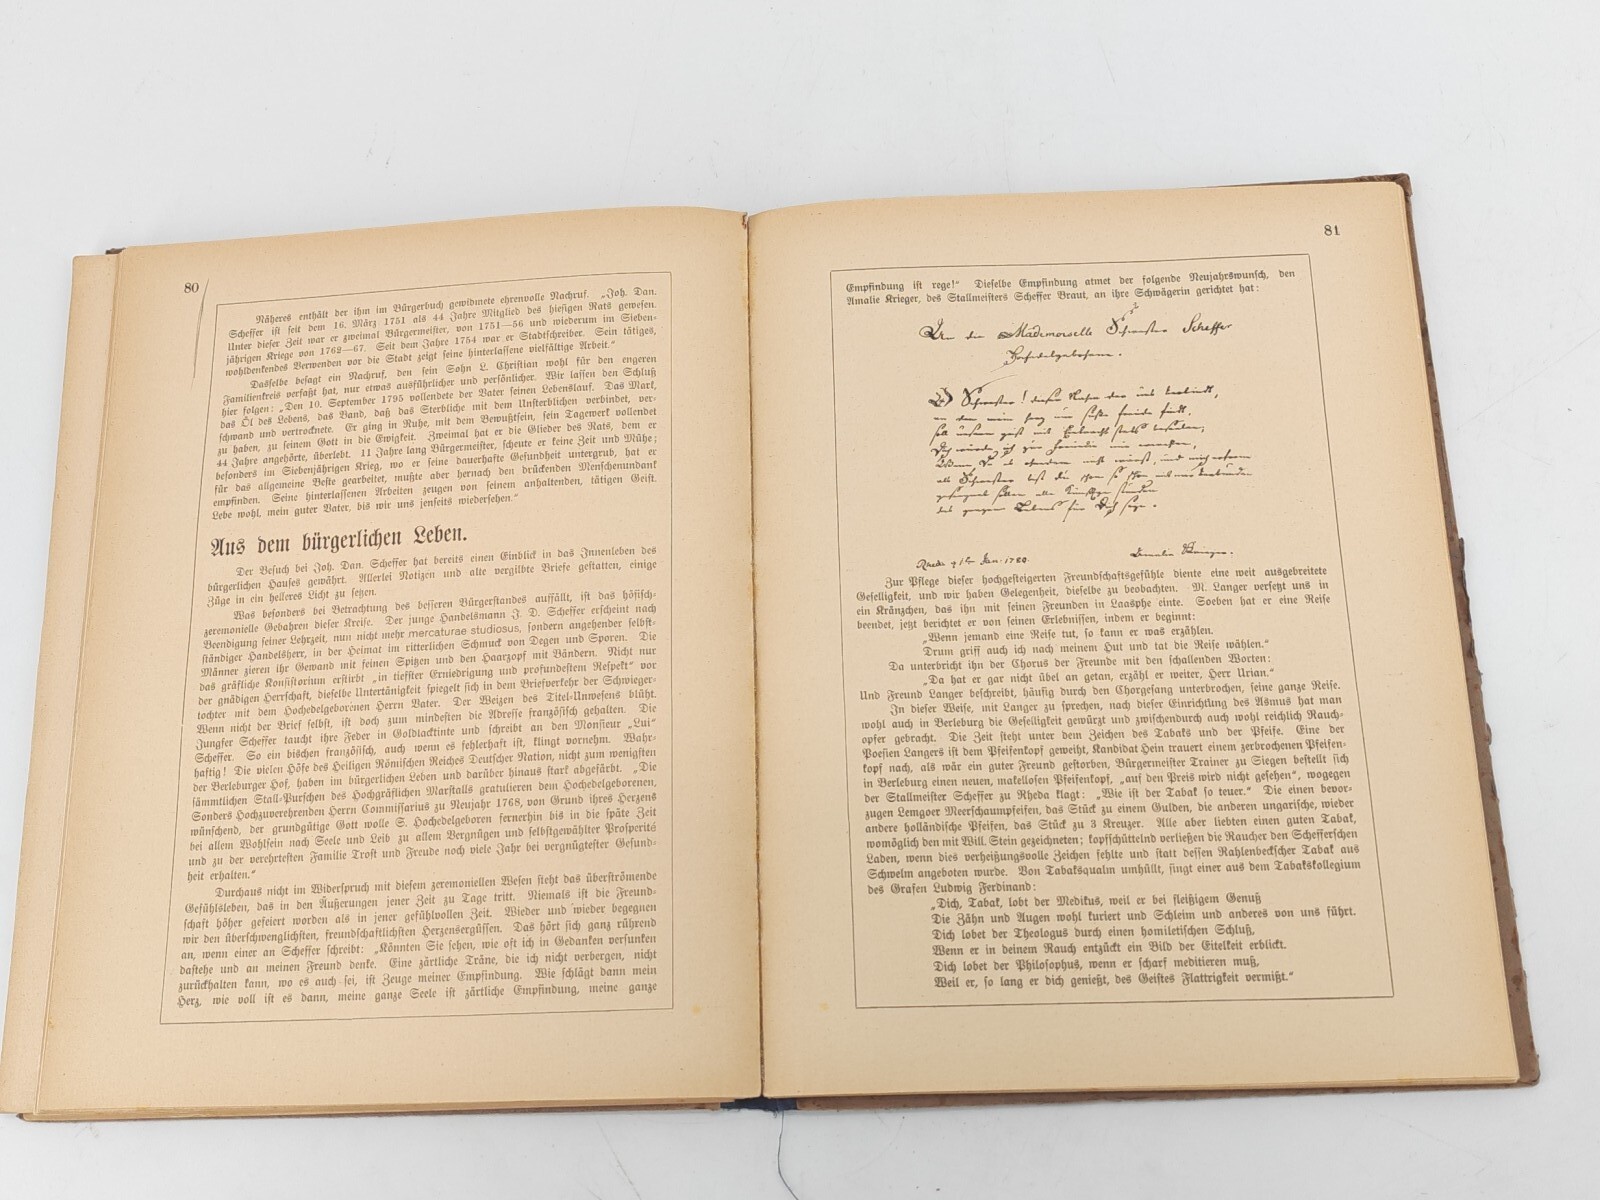 80
Näheres enthält der ihm im Bürgerbuch gewidmete ehrenvolle Nachruf. „Joh. Dan.
Scheffer ist seit dem 16. März 1751 als 44 Jahre Mitglied des hiesigen Rats gewesen.
Unter dieser Zeit war er zweimal Bürgermeister, von 1751—56 und wiederum im Sieben-
jährigen Kriege von 1762—67. Seit dem Jahre 1754 war er Stadtschreiber. Sein tätiges,
wohldenkendes Verwenden vor die Stadt zeigt seine hinterlassene vielfältige Arbeit.“
Dasselbe besagt ein Nachruf, den sein Sohn L. Christian wohl für den engeren
Familienkreis verfaßt hat, nur etwas ausführlicher und persönlicher. Wir lassen den Schluß
hier folgen: „Den 10. September 1795 vollendete der Vater seinen Lebenslauf. Das Mark,
das Öl des Lebens, das Band, daß das Sterbliche mit dem Unsterblichen verbindet, ver-
schwand und vertrocknete. Er ging in Ruhe, mit dem Bewußtsein, sein Tagewerk vollendet
zu haben, zu seinem Gott in die Ewigkeit. Zweimal hat er die Glieder des Rats, dem er
44 Jahre angehörte, überlebt. 11 Jahre lang Bürgermeister, scheute er keine Zeit und Mühe;
besonders im Siebenjährigen Krieg, wo er seine dauerhafte Gesundheit untergrub, hat er
für das allgemeine Beste gearbeitet, mußte aber hernach den drückenden Menschenundank
empfinden. Seine hinterlassenen Arbeiten zeugen von seinem anhaltenden, tätigen Geist.
Lebe wohl, mein guter Vater, bis wir uns jenseits wiedersehen.“
Aus dem bürgerlichen Leben.
Der Besuch bei Joh. Dan. Scheffer hat bereits einen Einblick in das Innenleben des
bürgerlichen Hauses gewährt. Allerlei Notizen und alte vergilbte Briefe gestatten, einige
Züge in ein helleres Licht zu setzen.
Was besonders bei Betrachtung des besseren Bürgerstandes auffällt, ist das höfisch-
zeremonielle Gebahren dieser Kreise. Der junge Handelsmann J. D. Scheffer erscheint nach
Beendigung seiner Lehrzeit, nun nicht mehr mercaturae studiosus, sondern angehender selbst-
ständiger Handelsherr, in der Heimat im ritterlichen Schmuck von Degen und Sporen. Die
Männer zieren ihr Gewand mit feinen Spitzen und den Haarzopf mit Bändern. Nicht nur
das gräfliche Konsistorium erstirbt „in tieffster Erniedrigung und profundestem Respekt“ vor
der gnädigen Herrschaft, dieselbe Untertänigkeit spiegelt sich in dem Briefverkehr der Schwieger-
tochter mit dem Hochedelgeborenen Herrn Vater. Der Weizen des Titel-Unwesens blüht.
Wenn nicht der Brief selbst, ist doch zum mindesten die Adresse französisch gehalten. Die
Jungfer Scheffer taucht ihre Feder in Goldlacktinte und schreibt an den Monsieur „Lui“
Scheffer. So ein bischen französisch, auch wenn es fehlerhaft ist, klingt vornehm. Wahr-
haftig! Die vielen Höfe des Heiligen Römischen Reiches Deutscher Nation, nicht zum wenigsten
der Berleburger Hof, haben im bürgerlichen Leben und darüber hinaus stark abgefärbt. „Die
sämmtlichen Stall-Purschen des Hochgräflichen Marstalls gratulieren dem Hochedelgeborenen,
Sonders Hochzuverehrenden Herrn Commissarius zu Neujahr 1768, von Grund ihres Herzens
wünschend, der grundgütige Gott wolle S. Hochedelgeboren fernerhin bis in die späte Zeit
bei allem Wohlsein nach Seele und Leib zu allem Vergnügen und selbstgewählter Prosperité
und zu der verehrtesten Familie Trost und Freude noch viele Jahr bei vergnügtester Gesund-
heit erhalten.“
Durchaus nicht im Widerspruch mit diesem zeremoniellen Wesen steht das überströmende
Gefühlsleben, das in den Äußerungen jener Zeit zu Tage tritt. Niemals ist die Freund-
schaft höher gefeiert worden als in jener gefühlvollen Zeit. Wieder und wieder begegnen
wir den überschwenglichsten, freundschaftlichsten Herzensergüssen. Das hört sich ganz rührend
an, wenn einer an Scheffer schreibt: „Könnten Sie sehen, wie oft ich in Gedanken versunken
dastehe und an meinen Freund denke. Eine zärtliche Träne, die ich nicht verbergen, nicht
zurückhalten kann, wo es auch sei, ist Zeuge meiner Empfindung. Wie schlägt dann mein
Herz, wie voll ist es dann, meine ganze Seele ist zärtliche Empfindung, meine ganze
81
Empfindung ist rege!“ Dieselbe Empfindung atmet der folgende Neujahrswunsch, den
Amalie Krieger, des Stallmeisters Scheffer Braut, an ihre Schwägerin gerichtet hat:
An die Mademoiselle Schwester Scheffer
Schwester! dieser Nahme der uns verbindt,
Rheda 1780.
Amalia Krieger.
Zur Pflege dieser hochgesteigerten Freundschaftsgefühle diente eine weit ausgebreitete
Geselligkeit, und wir haben Gelegenheit, dieselbe zu beobachten. M. Langer versetzt uns in
ein Kränzchen, das ihn mit seinen Freunden in Laasphe einte. Soeben hat er eine Reise
beendet, jetzt berichtet er von seinen Erlebnissen, indem er beginnt:
„Wenn jemand eine Reise tut, so kann er was erzählen.
Drum griff auch ich nach meinem Hut und tat die Reise wählen.“
Da unterbricht ihn der Chorus der Freunde mit den schallenden Worten:
„Da hat er gar nicht übel an getan, erzähl er weiter, Herr Urian.“
Und Freund Langer beschreibt, häufig durch den Chorgesang unterbrochen, seine ganze Reise.
In dieser Weise, mit Langer zu sprechen, nach dieser Einrichtung des Asmus hat man
wohl auch in Berleburg die Geselligkeit gewürzt und zwischendurch auch wohl reichlich Rauch-
opfer gebracht. Die Zeit steht unter dem Zeichen des Tabaks und der Pfeife. Eine der
Poesien Langers ist dem Pfeifenkopf geweiht, Kandidat Hein trauert einem zerbrochenen Pfeifen-
kopf nach, als wär ein guter Freund gestorben, Bürgermeister Trainer zu Siegen bestellt sich
in Berleburg einen neuen, makellosen Pfeifenkopf, „auf den Preis wird nicht gesehen“, wogegen
der Stallmeister Scheffer zu Rheda klagt: „Wie ist der Tabak so teuer.“ Die einen bevor-
zugen Lemgoer Meerschaumpfeifen, das Stück zu einem Gulden, die anderen ungarische, wieder
andere holländische Pfeifen, das Stück zu 3 Kreuzer. Alle aber liebten einen guten Tabak,
womöglich den mit Will. Stein gezeichneten; kopfschüttelnd verließen die Raucher den Schefferschen
Laden, wenn dies verheißungsvolle Zeichen fehlte und statt dessen Rahlenbeckscher Tabak aus
Schwelm angeboten wurde. Von Tabaksqualm umhüllt, singt einer aus dem Tabakskollegium
des Grafen Ludwig Ferdinand:
„Dich, Tabak, lobt der Medikus, weil er bei fleißigem Genuß
Die Zähn und Augen wohl kuriert und Schleim und anderes von uns führt.
Dich lobet der Theologus durch einen homiletischen Schluß,
Wenn er in deinem Rauch entzückt ein Bild der Eitelkeit erblickt.
Dich lobet der Philosophus, wenn er scharf meditieren muß,
Weil er, so lang er dich genießt, des Geistes Flattrigkeit vermißt.“